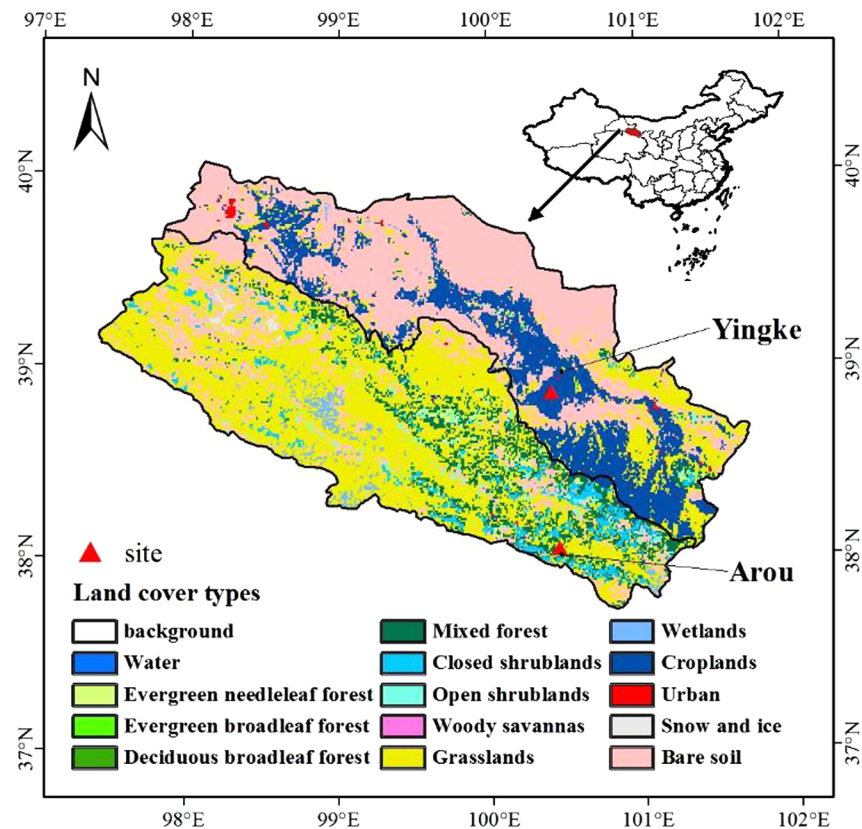 97°E 98°E 99°E 100°E 101°E 102°E
N
40°N 40°N
Yingke
39°N 39°N
site
38°N 38°N
Arou
Land cover types
background Mixed forest Wetlands
Water Closed shrublands Croplands
Evergreen needleleaf forest Open shrublands Urban
Evergreen broadleaf forest Woody savannas Snow and ice
Deciduous broadleaf forest Grasslands Bare soil
37°N 37°N
98°E 99°E 100°E 101°E 102°E